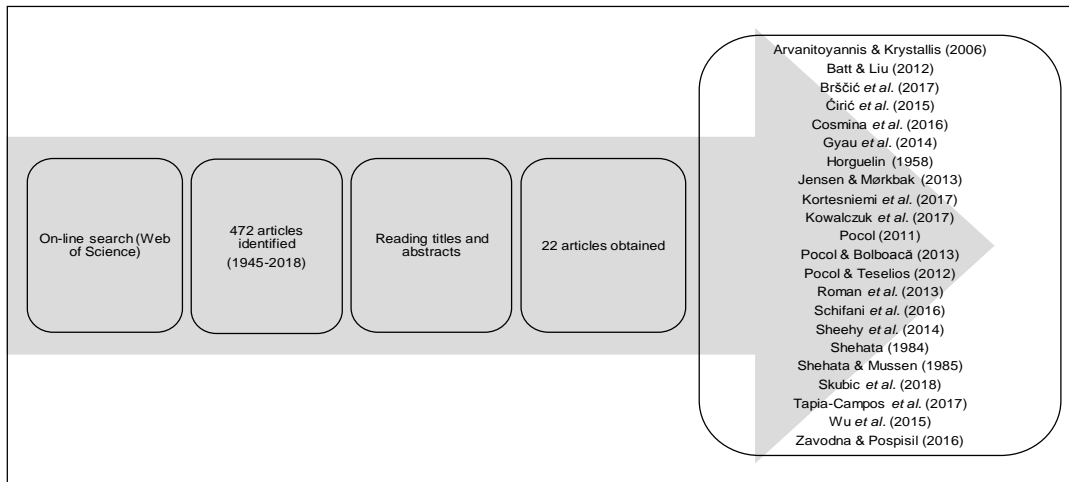 On-line search (Web
of Science)
472 articles
identified
(1945-2018)
Reading titles and
abstracts
22 articles obtained
Arvanitoyannis & Krystallis (2006)
Batt & Liu (2012)
Brščić et al. (2017)
Ćirić et al. (2015)
Cosmina et al. (2016)
Gyau et al. (2014)
Horguelin (1958)
Jensen & Mørkbak (2013)
Kortesniemi et al. (2017)
Kowalczuk et al. (2017)
Pocol (2011)
Pocol & Bolboacă (2013)
Pocol & Teselios (2012)
Roman et al. (2013)
Schifani et al. (2016)
Sheehy et al. (2014)
Shehata (1984)
Shehata & Mussen (1985)
Skubic et al. (2018)
Tapia-Campos et al. (2017)
Wu et al. (2015)
Zavodna & Pospisil (2016)